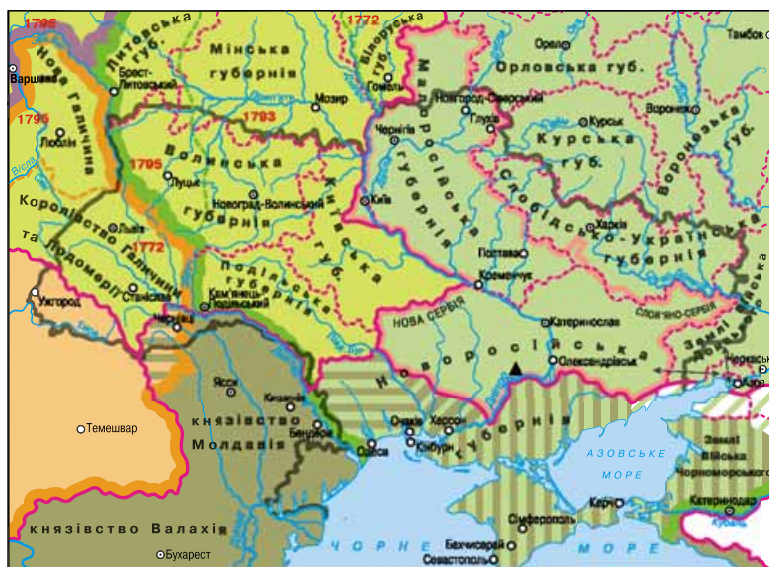 1795
Литовська губ.
Мінська губернія
1772
Білоруська губ.
Орел
Тамбов
Варшава
Нова Галичина
Брест-Литовський
Мозир
Гомель
Малоросійська губернія
Орловська губ.
Новгород-Сіверський
Воронеж
Воронезька губ.
1795
Люблін
1793
Чернігів
Глухів
Курськ
Курська губ.
Вісла
Волинська губернія
1795
Луцьк
Новоград-Волинський
Київська губ.
Київ
Слобідсько-Українська губернія
Харків
Королівство Галичини та Лодомерії
Львів
1772
Подільська губернія
Полтава
Кременчук
Ужгород
Станіслав
Кам'янець-Подільський
Чернівці
НОВА СЕРБІЯ
СЛОВ'ЯНО-СЕРБІЯ
Катеринослав
Землі Війська Донського
Новоросійська губернія
Олександрівськ
Черкаськ
Азов
Ясси
Кишинів
князівство Молдавія
Бендери
Темешвар
Одеса
Очаків
Херсон
Кінбурн
АЗОВСЬКЕ МОРЕ
Землі Війська Чорноморського
Керч
Катеринодар
Кубань
князівство Валахія
Сімферополь
Бухарест
ЧОРНЕ МОРЕ
Бахчисарай
Севастополь